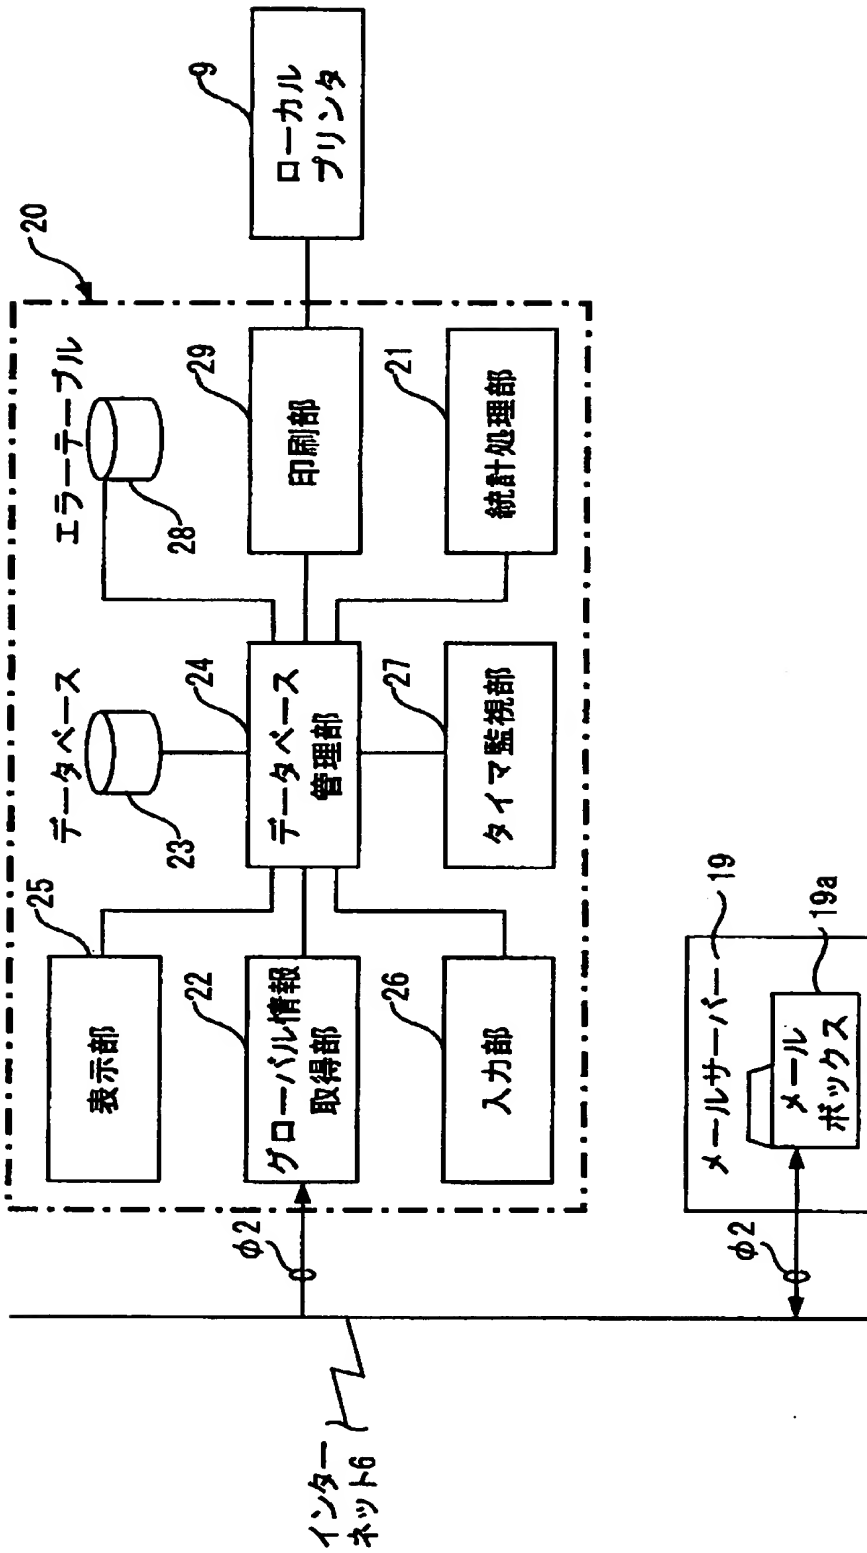 インター
ネット6
φ2
表示部
25
グローバル情報
取得部
22
入力部
26
データベース
23
データベース
管理部
24
タイマ監視部
27
エラーテーブル
28
印刷部
29
統計処理部
21
20
ローカル
プリンタ
9
φ2
メールサーバー
19
メール
ボックス
19a